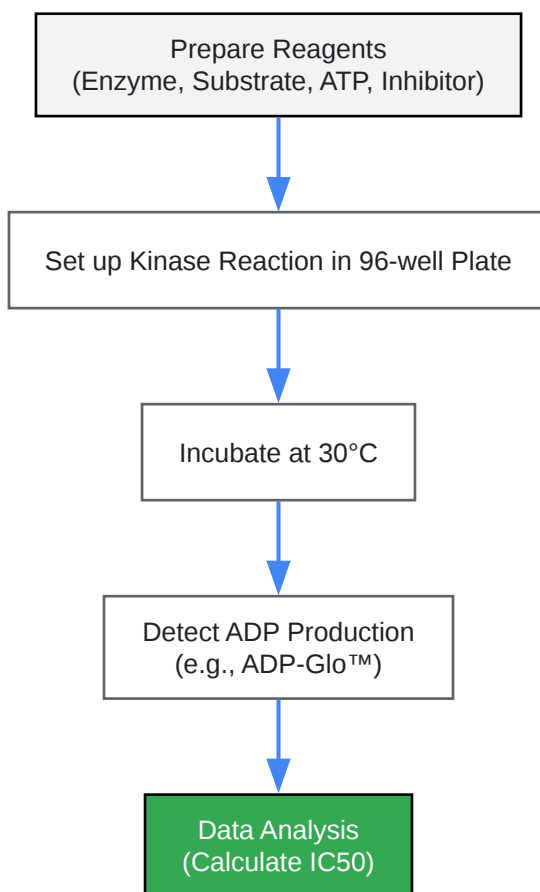 Prepare Reagents
(Enzyme, Substrate, ATP, Inhibitor)
Set up Kinase Reaction in 96-well Plate
Incubate at 30°C
Detect ADP Production
(e.g., ADP-Glo™)
Data Analysis
(Calculate IC50)